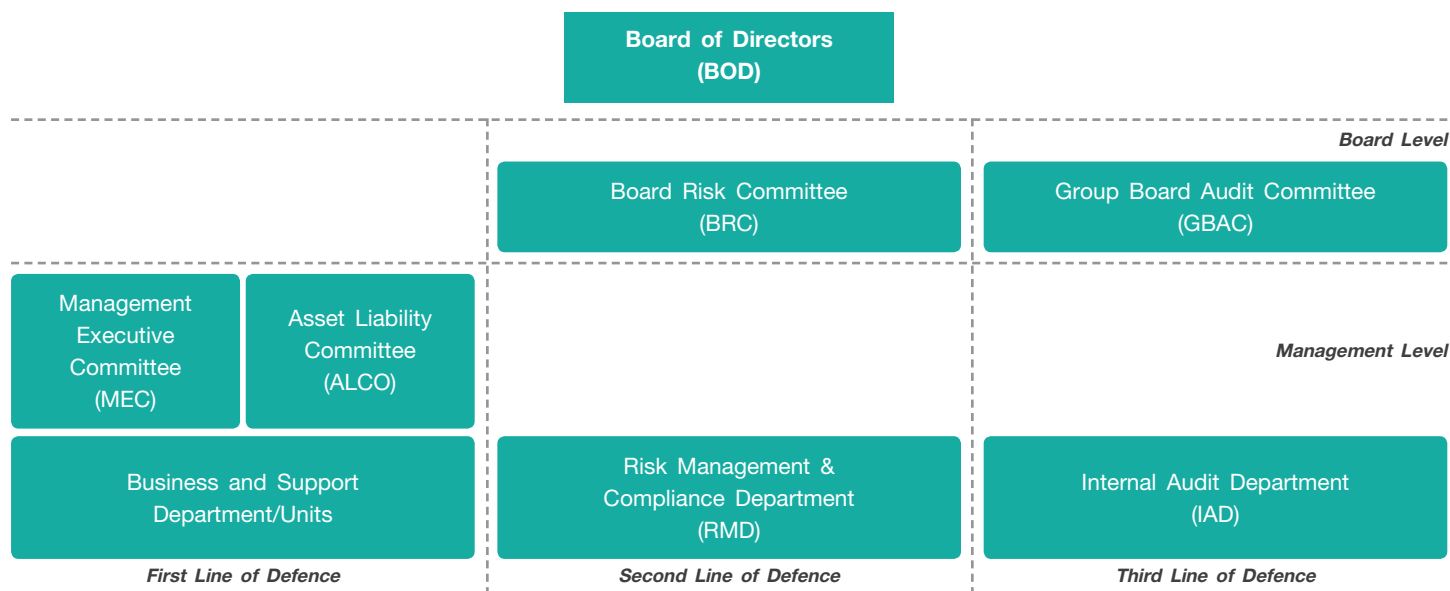 Board of Directors
(BOD)
Board Level
Board Risk Committee
(BRC)
Group Board Audit Committee
(GBAC)
Management
Executive
Committee
(MEC)
Asset Liability
Committee
(ALCO)
Management Level
Business and Support
Department/Units
Risk Management &
Compliance Department
(RMD)
Internal Audit Department
(IAD)
First Line of Defence
Second Line of Defence
Third Line of Defence